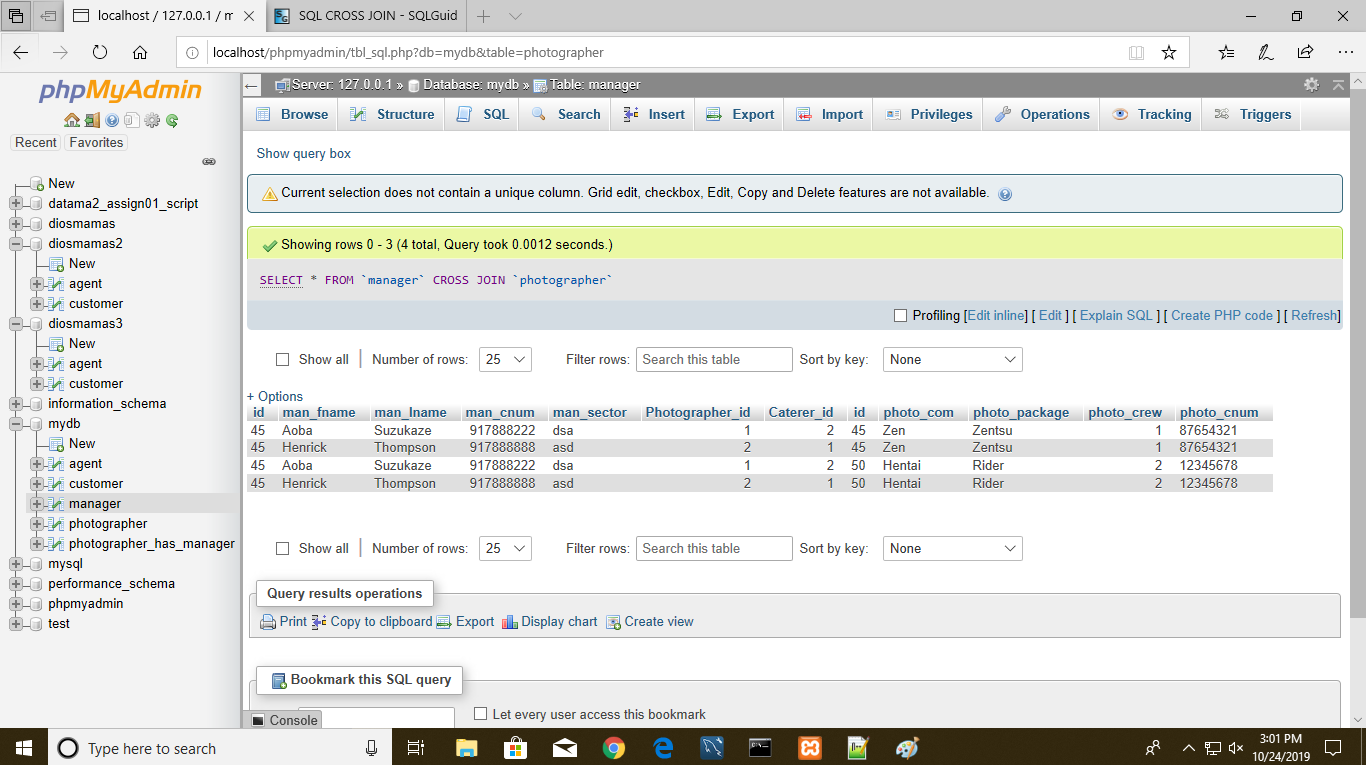 localhost / 127.0.0.1 / m
SQL CROSS JOIN - SQLGuid
localhost/phpmyadmin/tbl_sql.php?db=mydb&table=photographer
phpMyAdmin
Recent Favorites
New
datama2_assign01_script
diosmamas
diosmamas2
New
agent
customer
diosmamas3
New
agent
customer
information_schema
mydb
New
agent
customer
manager
photographer
photographer_has_manager
mysql
performance_schema
phpmyadmin
test
Server: 127.0.0.1 » Database: mydb » Table: manager
Browse Structure SQL Search Insert Export Import Privileges Operations Tracking Triggers
Show query box
Current selection does not contain a unique column. Grid edit, checkbox, Edit, Copy and Delete features are not available.
Showing rows 0 - 3 (4 total, Query took 0.0012 seconds.)
SELECT * FROM `manager` CROSS JOIN `photographer`
Profiling [Edit inline] [ Edit ] [ Explain SQL ] [ Create PHP code ] [ Refresh]
Show all | Number of rows: 25 Filter rows: Search this table Sort by key: None
+ Options
id man_fname man_lname man_cnum man_sector Photographer_id Caterer_id id photo_com photo_package photo_crew photo_cnum
45 Aoba Suzukaze 917888222 dsa 1 2 45 Zen Zentsu 1 87654321
45 Henrick Thompson 917888888 asd 2 1 45 Zen Zentsu 1 87654321
45 Aoba Suzukaze 917888222 dsa 1 2 50 Hentai Rider 2 12345678
45 Henrick Thompson 917888888 asd 2 1 50 Hentai Rider 2 12345678
Show all | Number of rows: 25 Filter rows: Search this table Sort by key: None
Query results operations
Print Copy to clipboard Export Display chart Create view
Bookmark this SQL query
Let every user access this bookmark
Console
Type here to search
3:01 PM
10/24/2019